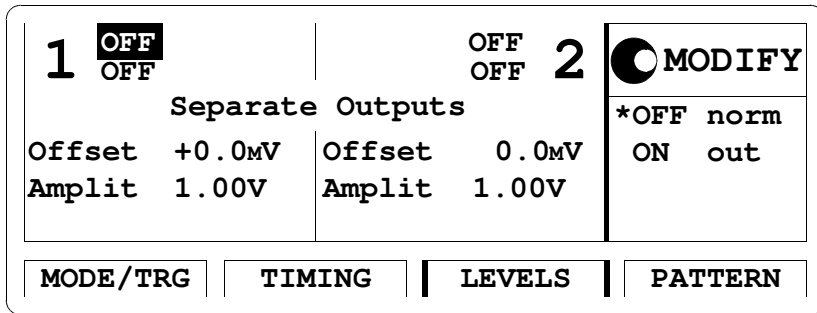 1 OFF OFF 2 MODIFY
OFF OFF
Separate Outputs *OFF norm
Offset +0.0mV Offset 0.0mV ON out
Amplit 1.00V Amplit 1.00V
MODE/TRG TIMING LEVELS PATTERN